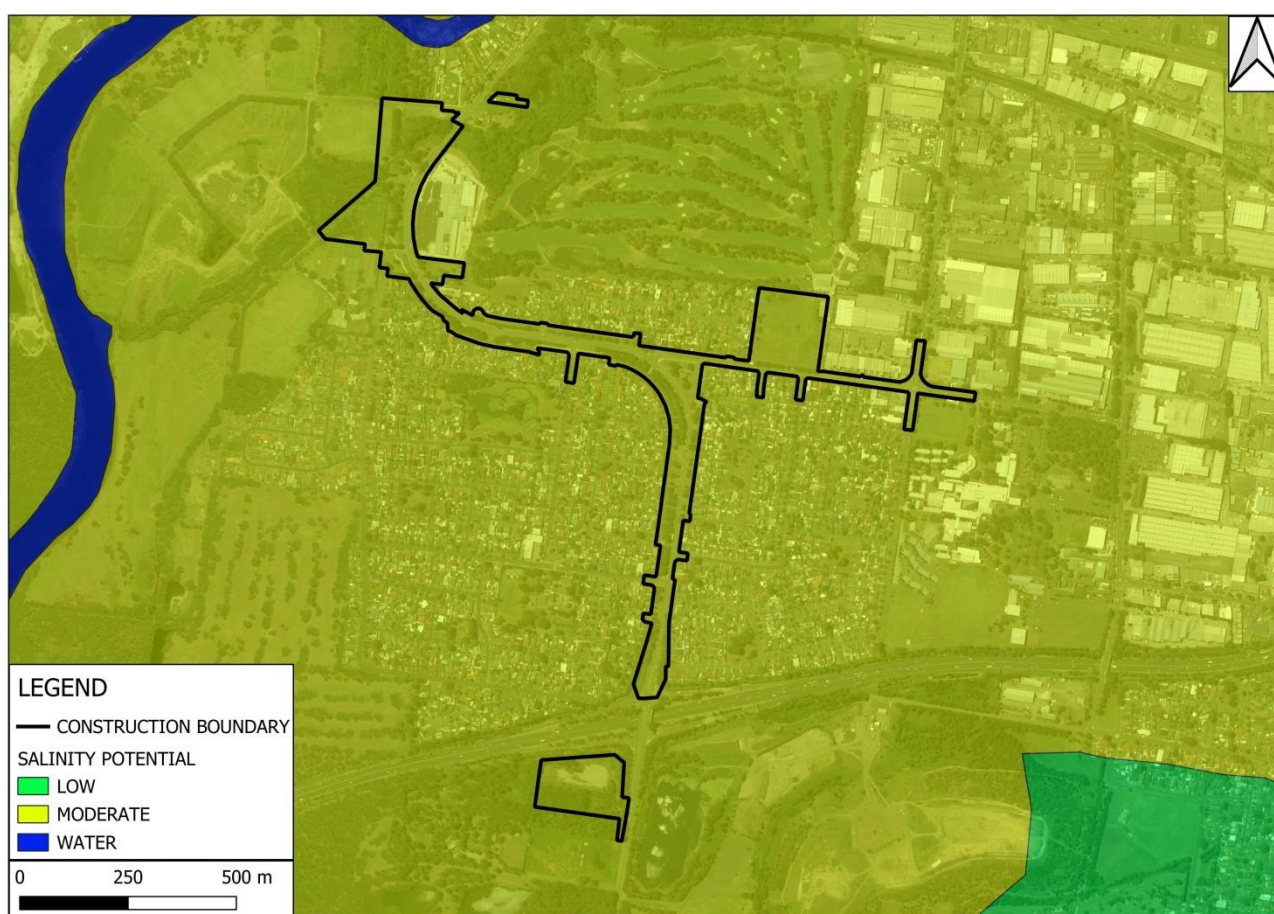 LEGEND
CONSTRUCTION BOUNDARY
SALINITY POTENTIAL
LOW
MODERATE
WATER
0 250 500 m